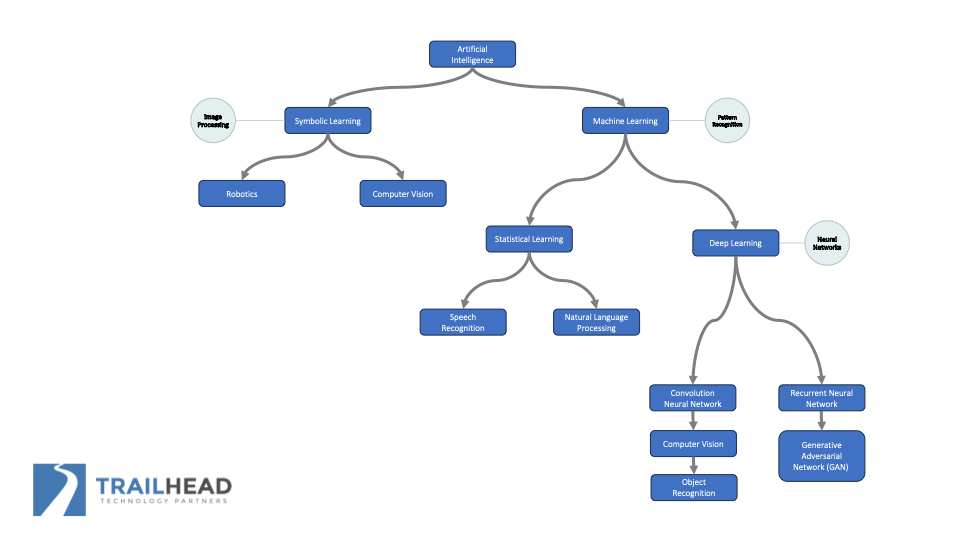 Artificial
Intelligence
Image
Processing
Symbolic Learning
Machine Learning
Pattern
Recognition
Robotics
Computer Vision
Statistical Learning
Deep Learning
Neural
Networks
Speech
Recognition
Natural Language
Processing
Convolution
Neural Network
Recurrent Neural
Network
Computer Vision
Generative
Adversarial
Network (GAN)
Object
Recognition
TRAILHEAD
TECHNOLOGY PARTNERS